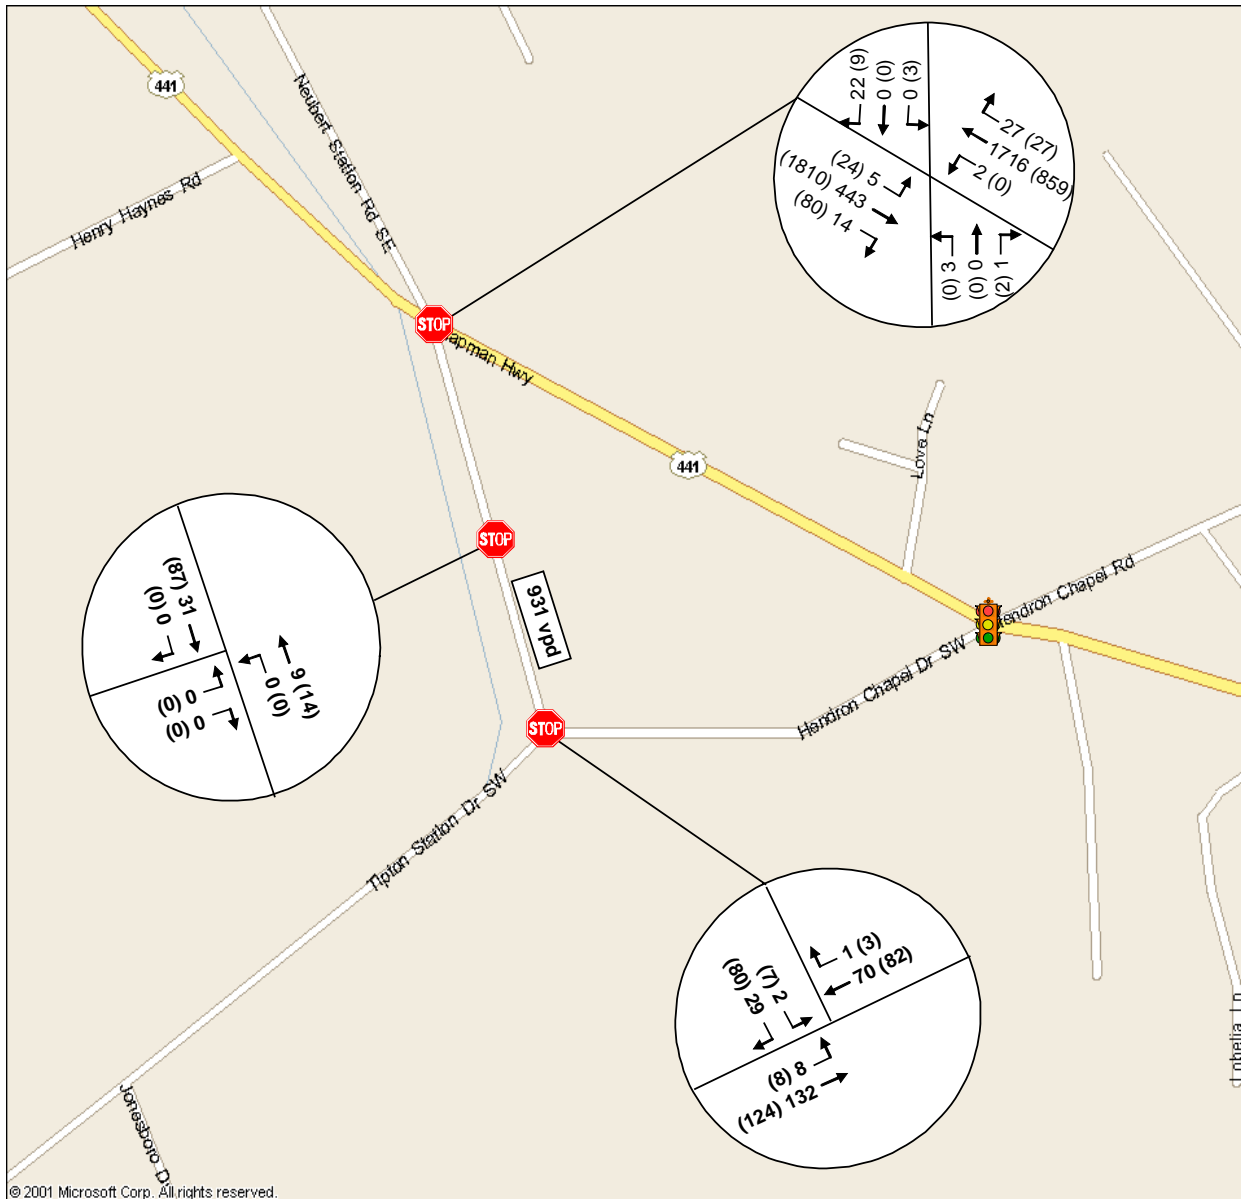 441
Neubert Station Rd SE
Henry Haynes Rd
22 (9)
0 (0)
0 (3)
27 (27)
1716 (859)
2 (0)
(24) 5
(1810) 443
(80) 14
(0) 3
(0) 0
(2) 1
STOP
apman Hwy
441
Love Ln
STOP
931 vpd
(87) 31
(0) 0
9 (14)
0 (0)
(0) 0
(0) 0
endron Chapel Rd
Hendron Chapel Dr SW
STOP
Tipton Station Dr SW
1 (3)
70 (82)
(7) 2
(80) 29
(8) 8
(124) 132
Jonesboro D
© 2001 Microsoft Corp. All rights reserved.